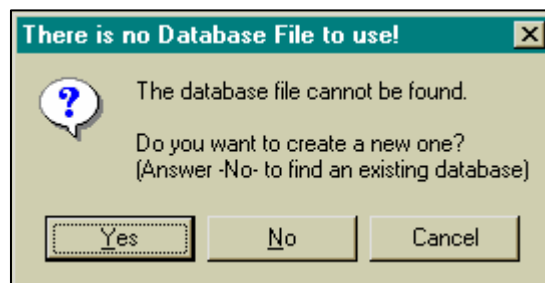 There is no Database File to use!
The database file cannot be found.
Do you want to create a new one?
(Answer -No- to find an existing database)
Yes No Cancel